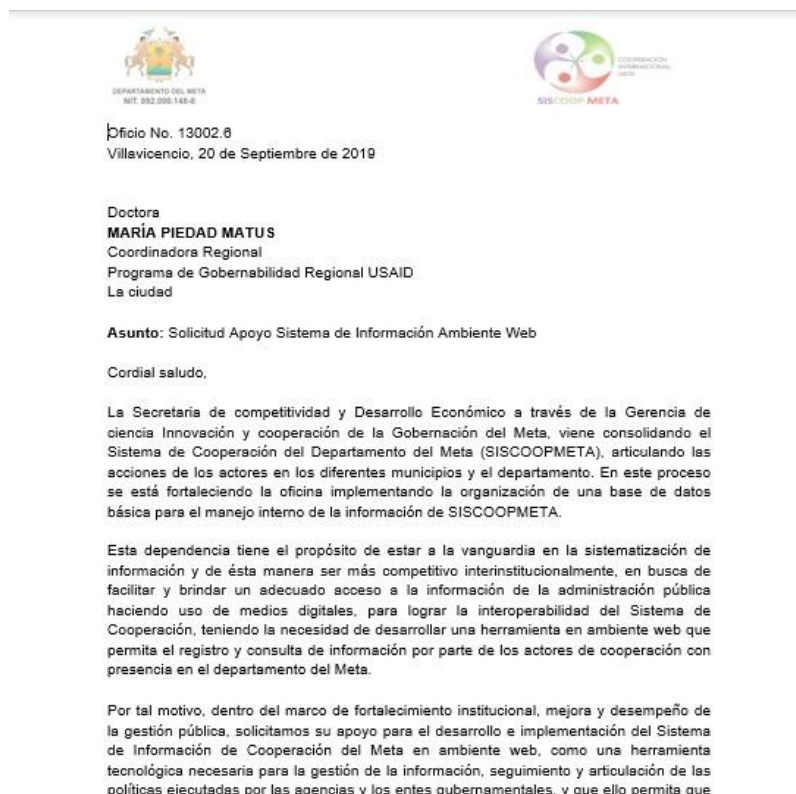 DEPARTAMENTO DEL META
NIT. 892.000.148-8
COOPERACIÓN
INTERNACIONAL
META
SISCOOP META
Oficio No. 13002.6
Villavicencio, 20 de Septiembre de 2019
Doctora
MARÍA PIEDAD MATUS
Coordinadora Regional
Programa de Gobernabilidad Regional USAID
La ciudad
Asunto: Solicitud Apoyo Sistema de Información Ambiente Web
Cordial saludo,
La Secretaria de competitividad y Desarrollo Económico a través de la Gerencia de
ciencia Innovación y cooperación de la Gobernación del Meta, viene consolidando el
Sistema de Cooperación del Departamento del Meta (SISCOOPMETA), articulando las
acciones de los actores en los diferentes municipios y el departamento. En este proceso
se está fortaleciendo la oficina implementando la organización de una base de datos
básica para el manejo interno de la información de SISCOOPMETA.
Esta dependencia tiene el propósito de estar a la vanguardia en la sistematización de
información y de ésta manera ser más competitivo interinstitucionalmente, en busca de
facilitar y brindar un adecuado acceso a la información de la administración pública
haciendo uso de medios digitales, para lograr la interoperabilidad del Sistema de
Cooperación, teniendo la necesidad de desarrollar una herramienta en ambiente web que
permita el registro y consulta de información por parte de los actores de cooperación con
presencia en el departamento del Meta.
Por tal motivo, dentro del marco de fortalecimiento institucional, mejora y desempeño de
la gestión pública, solicitamos su apoyo para el desarrollo e implementación del Sistema
de Información de Cooperación del Meta en ambiente web, como una herramienta
tecnológica necesaria para la gestión de la información, seguimiento y articulación de las
políticas ejecutadas por las agencias y los entes gubernamentales, y que ello permita que